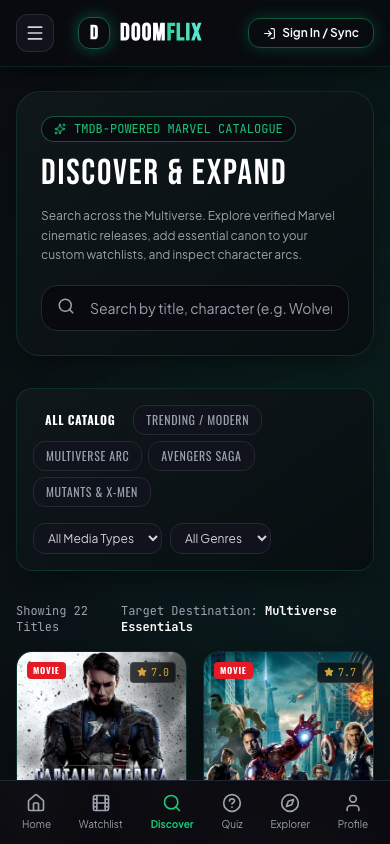 D DOOMFLIX Sign In / Sync
TMDB-POWERED MARVEL CATALOGUE
DISCOVER & EXPAND
Search across the Multiverse. Explore verified Marvel
cinematic releases, add essential canon to your
custom watchlists, and inspect character arcs.
Search by title, character (e.g. Wolver
ALL CATALOG TRENDING / MODERN
MULTIVERSE ARC AVENGERS SAGA
MUTANTS & X-MEN
All Media Types All Genres
Showing 22 Titles
Target Destination: Multiverse Essentials
MOVIE 7.0 MOVIE 7.7
CAPTAIN AMERICA
Home Watchlist Discover Quiz Explorer Profile